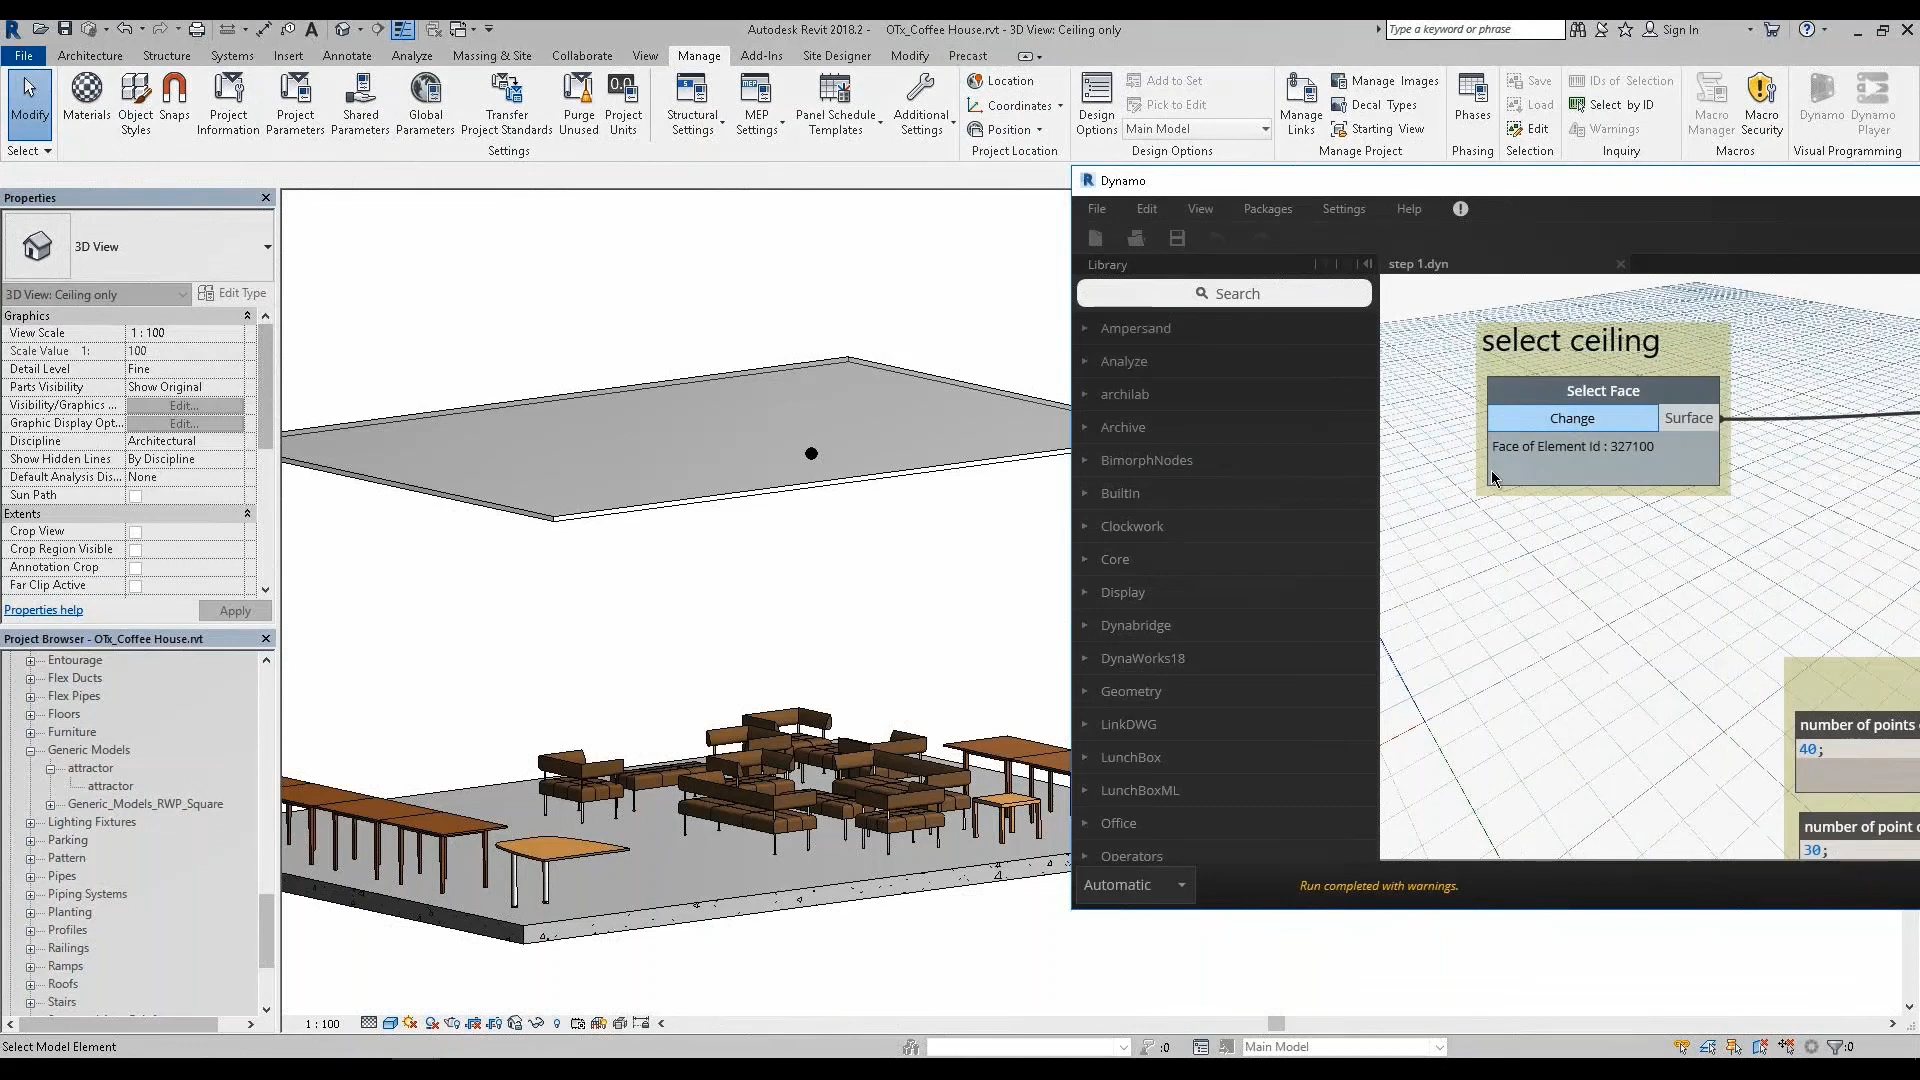 Autodesk Revit 2018.2 - OTx_Coffee House.rvt - 3D View: Ceiling only
Type a keyword or phrase
Sign In
File Architecture Structure Systems Insert Annotate Analyze Massing & Site Collaborate View Manage Add-Ins Site Designer Modify Precast
Modify
Materials
Object Styles
Snaps
Project Information
Project Parameters
Shared Parameters
Global Parameters
Transfer Project Standards
Purge Unused
Project Units
Structural Settings
MEP Settings
Panel Schedule Templates
Additional Settings
Location
Coordinates
Position
Design Options
Add to Set
Pick to Edit
Main Model
Manage Links
Manage Images
Decal Types
Starting View
Phases
Save
Load
Edit
IDs of Selection
Select by ID
Warnings
Macro Manager
Macro Security
Dynamo
Dynamo Player
Select
Settings
Project Location
Design Options
Manage Project
Phasing
Selection
Inquiry
Macros
Visual Programming
Properties
3D View
3D View: Ceiling only
Edit Type
Graphics
View Scale 1 : 100
Scale Value 1: 100
Detail Level Fine
Parts Visibility Show Original
Visibility/Graphics ... Edit...
Graphic Display Opt... Edit...
Discipline Architectural
Show Hidden Lines By Discipline
Default Analysis Dis... None
Sun Path
Extents
Crop View
Crop Region Visible
Annotation Crop
Far Clip Active
Properties help
Apply
Project Browser - OTx_Coffee House.rvt
Entourage
Flex Ducts
Flex Pipes
Floors
Furniture
Generic Models
attractor
attractor
Generic_Models_RWP_Square
Lighting Fixtures
Parking
Pattern
Pipes
Piping Systems
Planting
Profiles
Railings
Ramps
Roofs
Stairs
Dynamo
File Edit View Packages Settings Help
Library
step 1.dyn
Search
Ampersand
Analyze
archilab
Archive
BimorphNodes
BuiltIn
Clockwork
Core
Display
Dynabridge
DynaWorks18
Geometry
LinkDWG
LunchBox
LunchBoxML
Office
Operators
select ceiling
Select Face
Change
Surface
Face of Element Id : 327100
number of points
40;
number of point
30;
Automatic
Run completed with warnings.
1 : 100
Select Model Element
:0
Main Model
:0